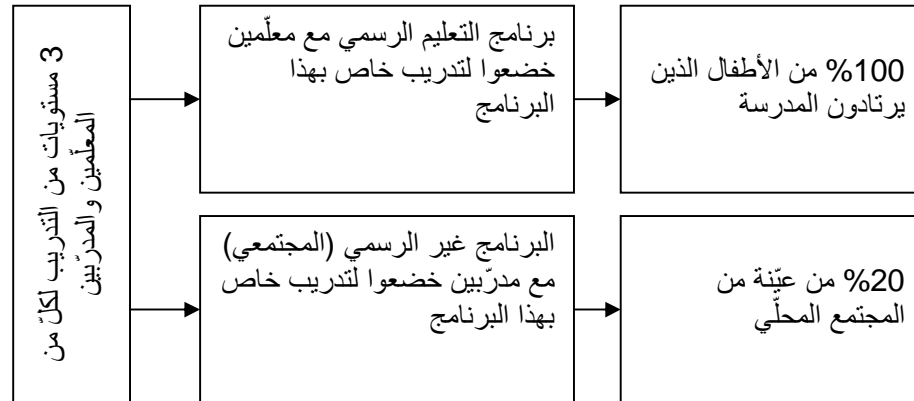 3 مستويات من التدريب لكلّ من
المعلّمين والمدرّبين
برنامج التعليم الرسمي مع معلّمين
خضعوا لتدريب خاص بهذا
البرنامج
%100 من الأطفال الذين
يرتادون المدرسة
البرنامج غير الرسمي (المجتمعي)
مع مدرّبين خضعوا لتدريب خاص
بهذا البرنامج
%20 من عيّنة من
المجتمع المحلّي